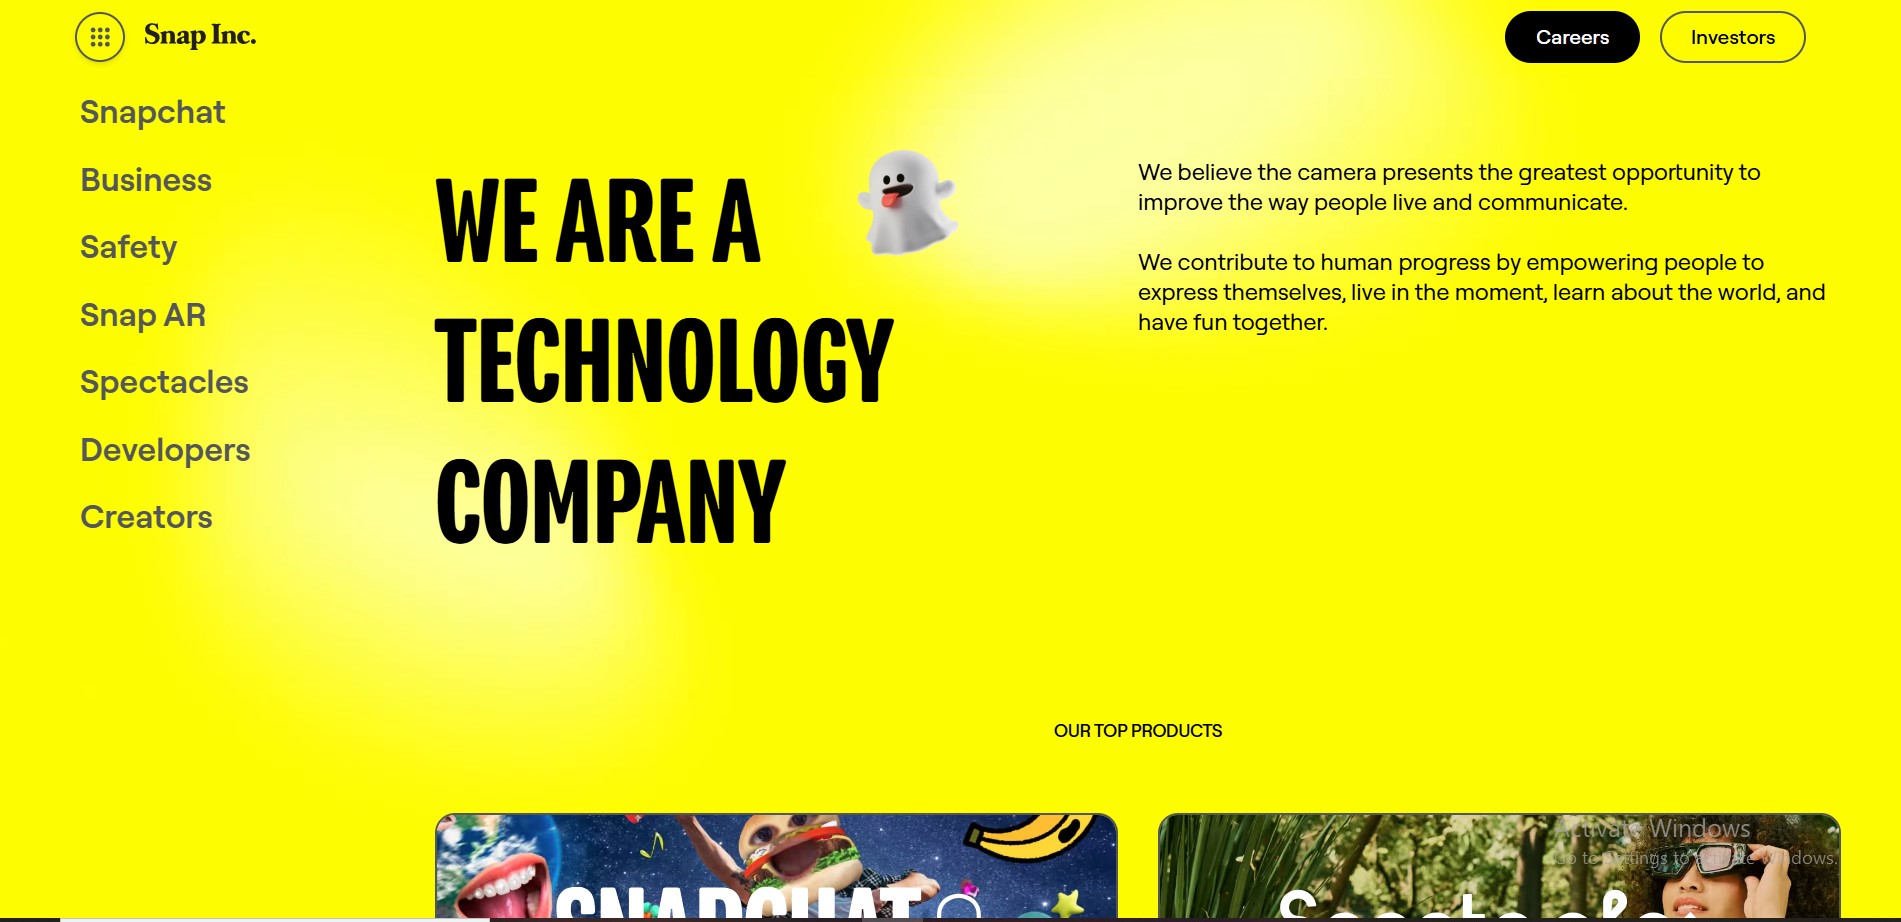 Snap Inc.
Careers
Investors
Snapchat
Business
Safety
Snap AR
Spectacles
Developers
Creators
WE ARE A
TECHNOLOGY
COMPANY
We believe the camera presents the greatest opportunity to
improve the way people live and communicate.
We contribute to human progress by empowering people to
express themselves, live in the moment, learn about the world, and
have fun together.
OUR TOP PRODUCTS
SNAPCHAT
Spectacles
Activate Windows
Go to Settings to activate Windows.